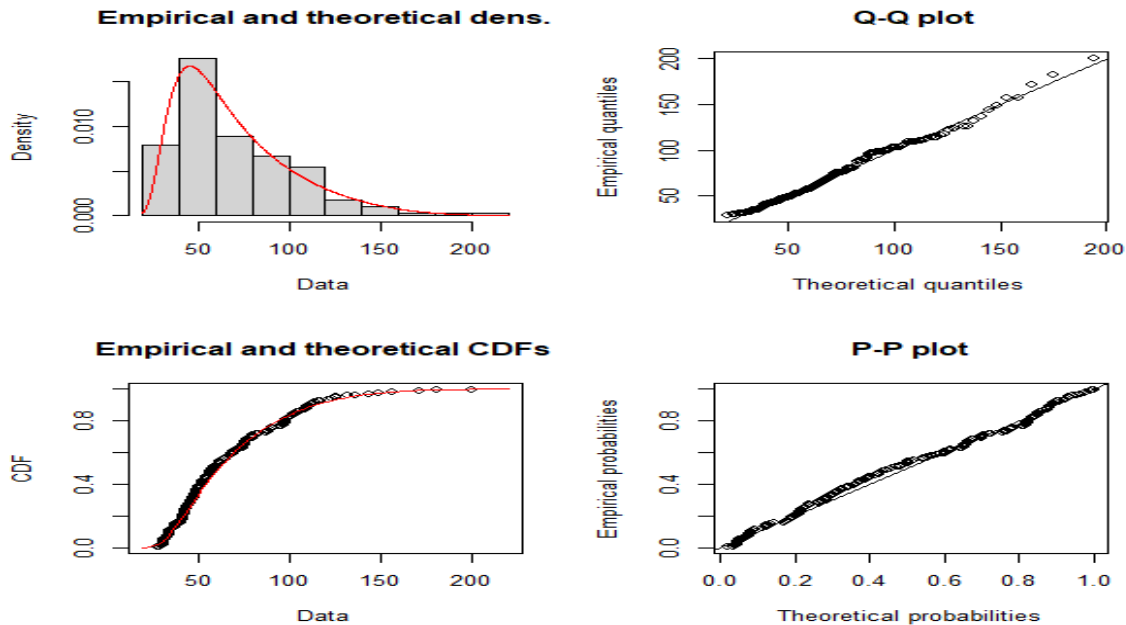 Empirical and theoretical dens.
Density
0.000
0.010
50
100
150
200
Data
Q-Q plot
Empirical quantiles
50
100
150
200
50
100
150
200
Theoretical quantiles
Empirical and theoretical CDFs
CDF
0.0
0.4
0.8
50
100
150
200
Data
P-P plot
Empirical probabilities
0.0
0.4
0.8
0.0
0.2
0.4
0.6
0.8
1.0
Theoretical probabilities